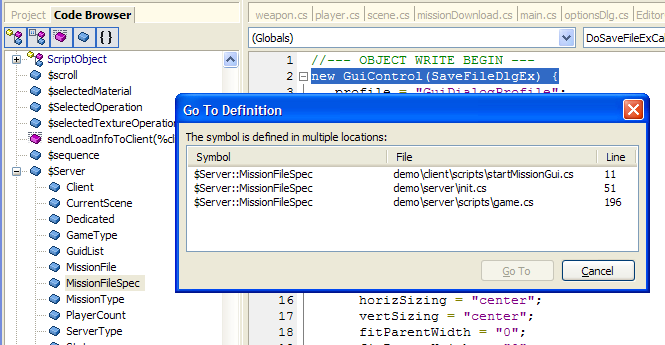 Project Code Browser
weapon.cs player.cs scene.cs missionDownload.cs main.cs optionsDlg.cs Editor
(Globals)
DoSaveFileExCal
{ }
ScriptObject
$scroll
$selectedMaterial
$SelectedOperation
$selectedTextureOperation
sendLoadInfoToClient(%cl
$sequence
$Server
Client
CurrentScene
Dedicated
GameType
GuidList
MissionFile
MissionFileSpec
MissionType
PlayerCount
ServerType
1 //--- OBJECT WRITE BEGIN ---
2 new GuiControl(SaveFileDlgEx) {
3 profile = "GuiDialogProfile";
Go To Definition
The symbol is defined in multiple locations:
Symbol File Line
$Server::MissionFileSpec demo\client\scripts\startMissionGui.cs 11
$Server::MissionFileSpec demo\server\init.cs 51
$Server::MissionFileSpec demo\server\scripts\game.cs 196
Go To Cancel
16 horizSizing = "center";
17 vertSizing = "center";
18 fitParentWidth = "0";